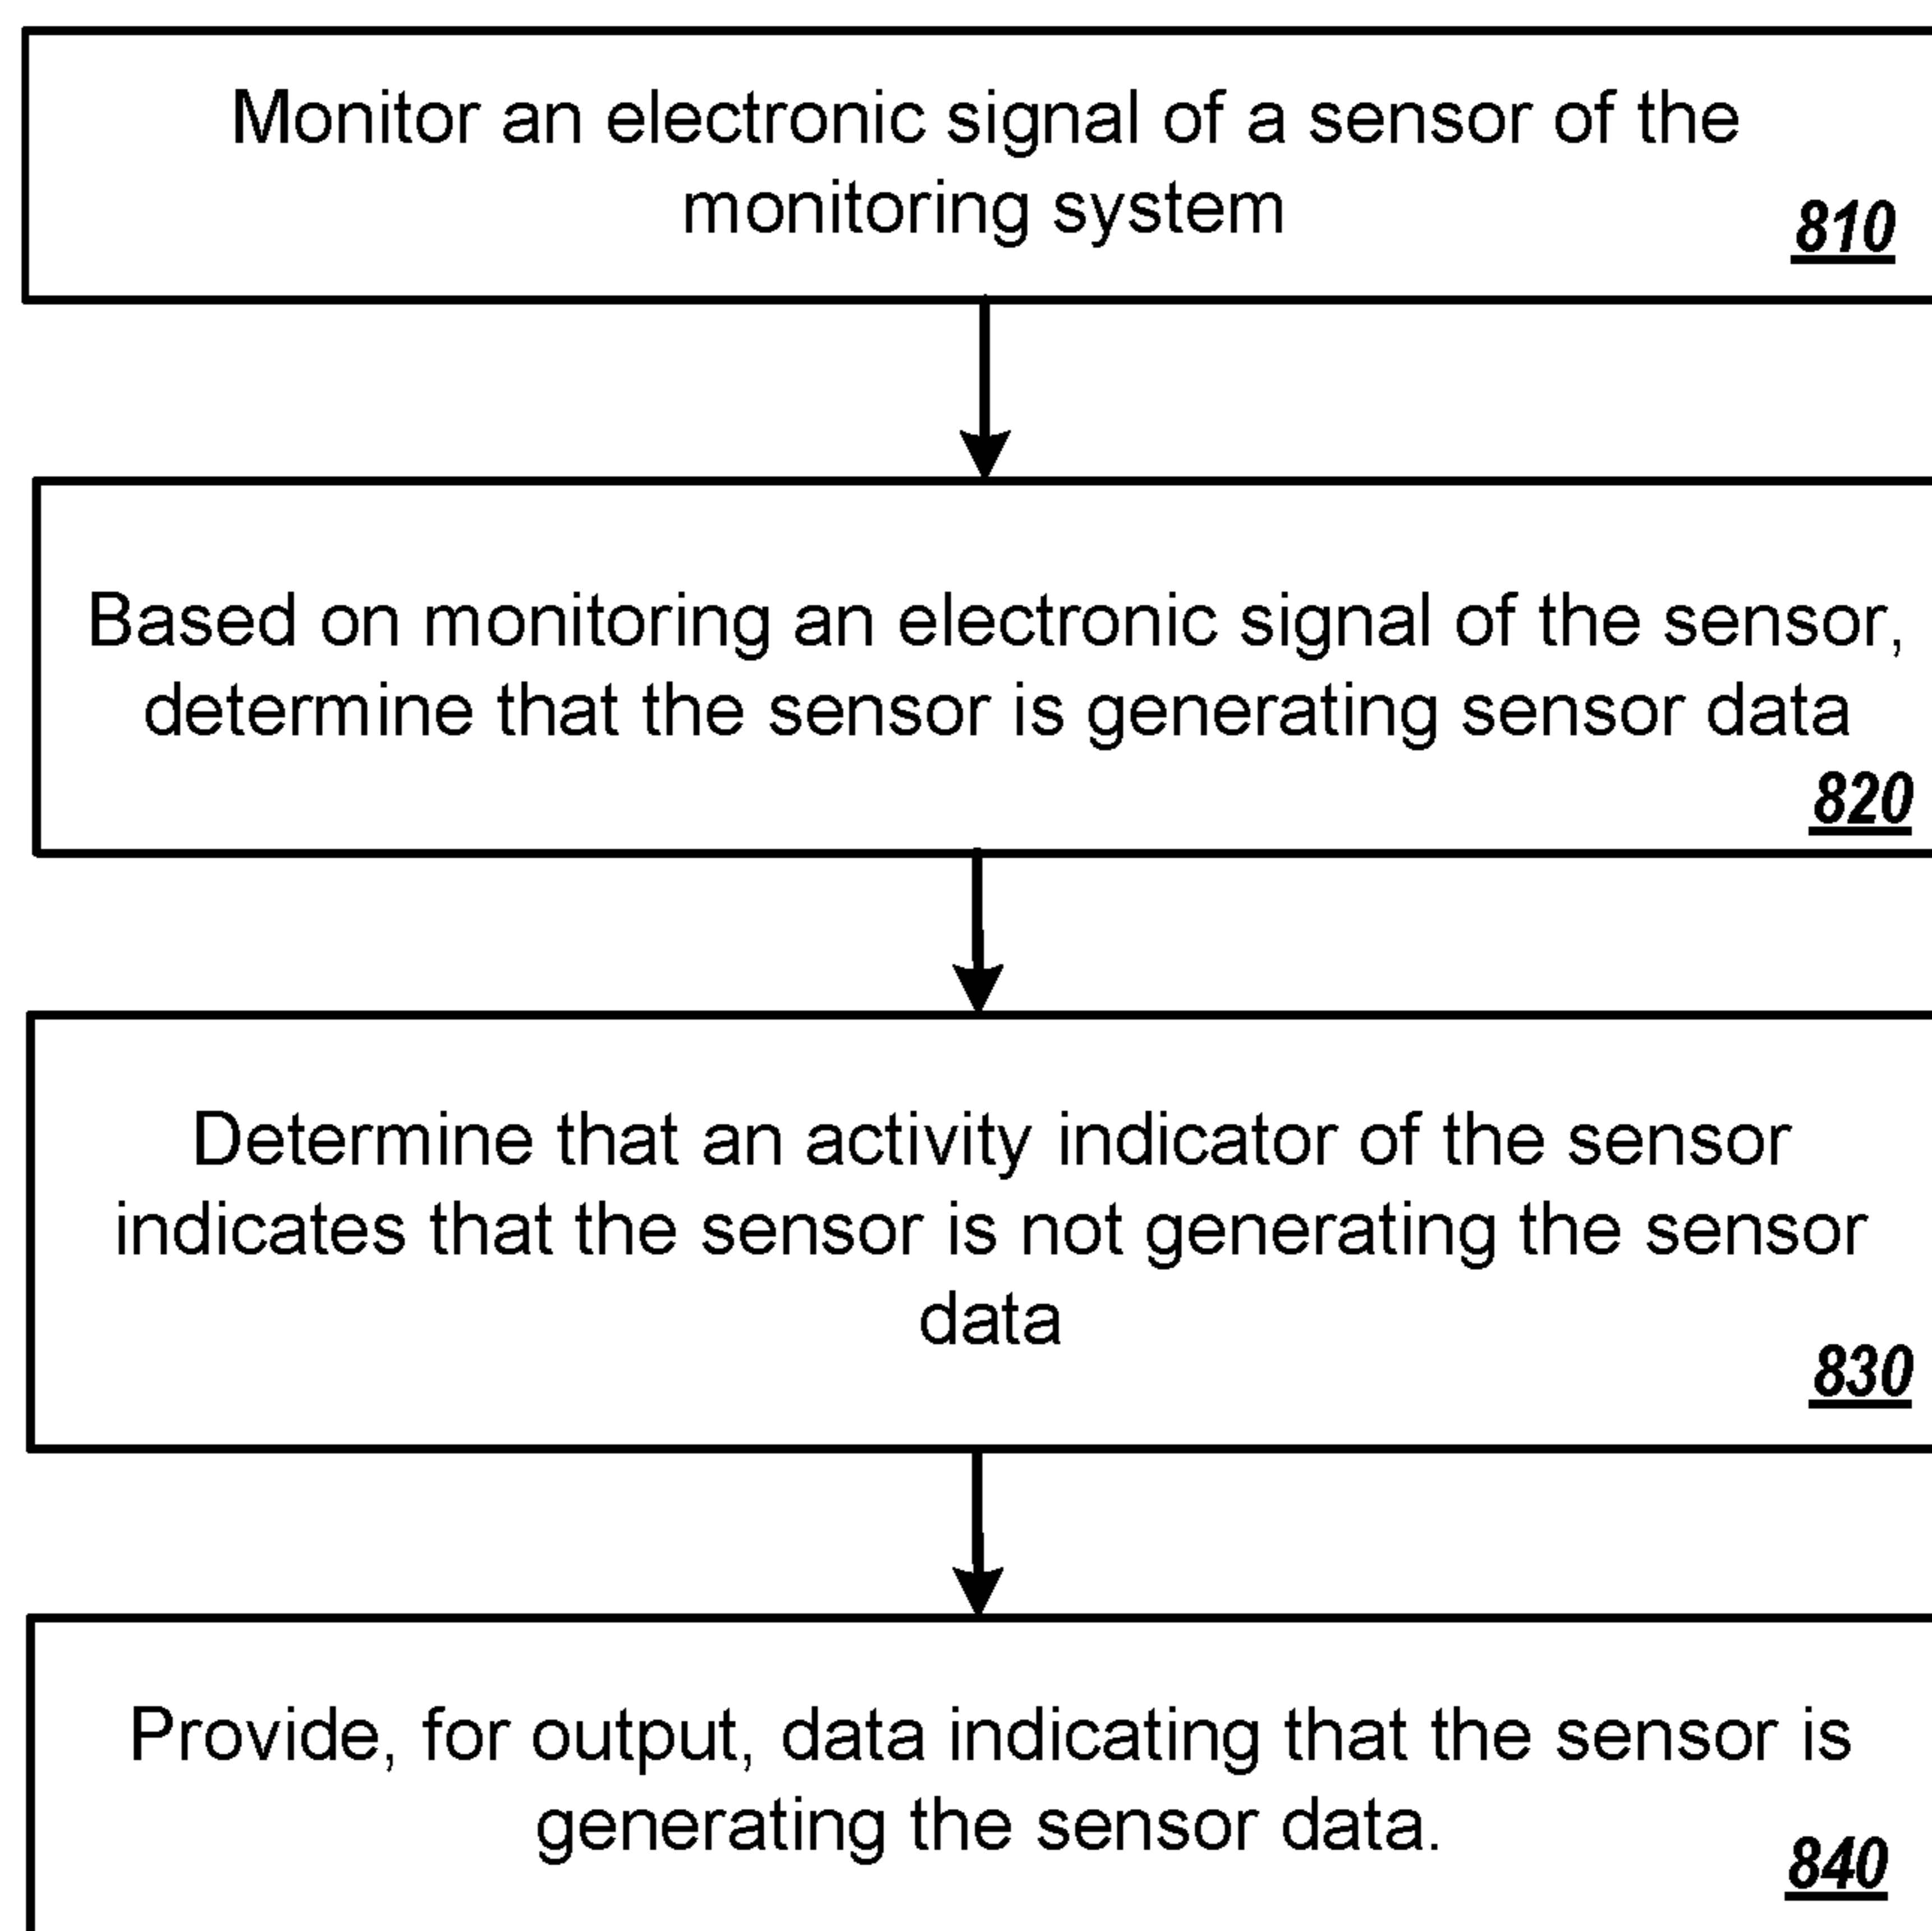 Monitor an electronic signal of a sensor of the
monitoring system
810
Based on monitoring an electronic signal of the sensor,
determine that the sensor is generating sensor data
820
Determine that an activity indicator of the sensor
indicates that the sensor is not generating the sensor
data
830
Provide, for output, data indicating that the sensor is
generating the sensor data.
840